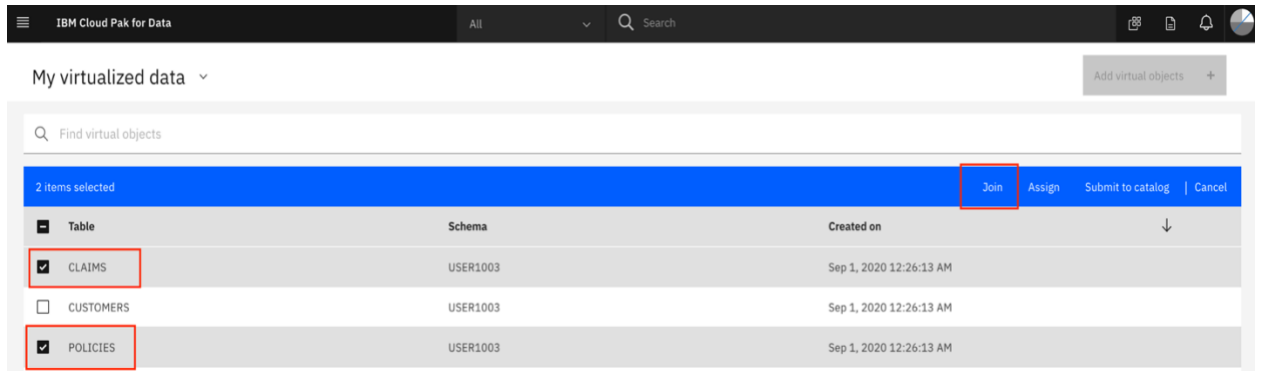 IBM Cloud Pak for Data All Search
My virtualized data Add virtual objects +
Find virtual objects
2 items selected Join Assign Submit to catalog | Cancel
Table Schema Created on
CLAIMS USER1003 Sep 1, 2020 12:26:13 AM
CUSTOMERS USER1003 Sep 1, 2020 12:26:13 AM
POLICIES USER1003 Sep 1, 2020 12:26:13 AM